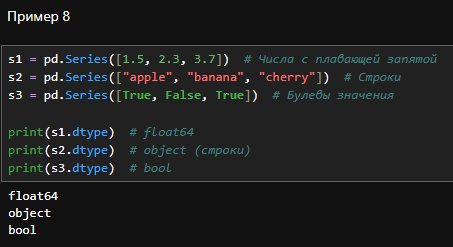 Пример 8
s1 = pd.Series([1.5, 2.3, 3.7])  # Числа с плавающей запятой
s2 = pd.Series(["apple", "banana", "cherry"])  # Строки
s3 = pd.Series([True, False, True])  # Булевы значения
print(s1.dtype)  # float64
print(s2.dtype)  # object (строки)
print(s3.dtype)  # bool
float64
object
bool